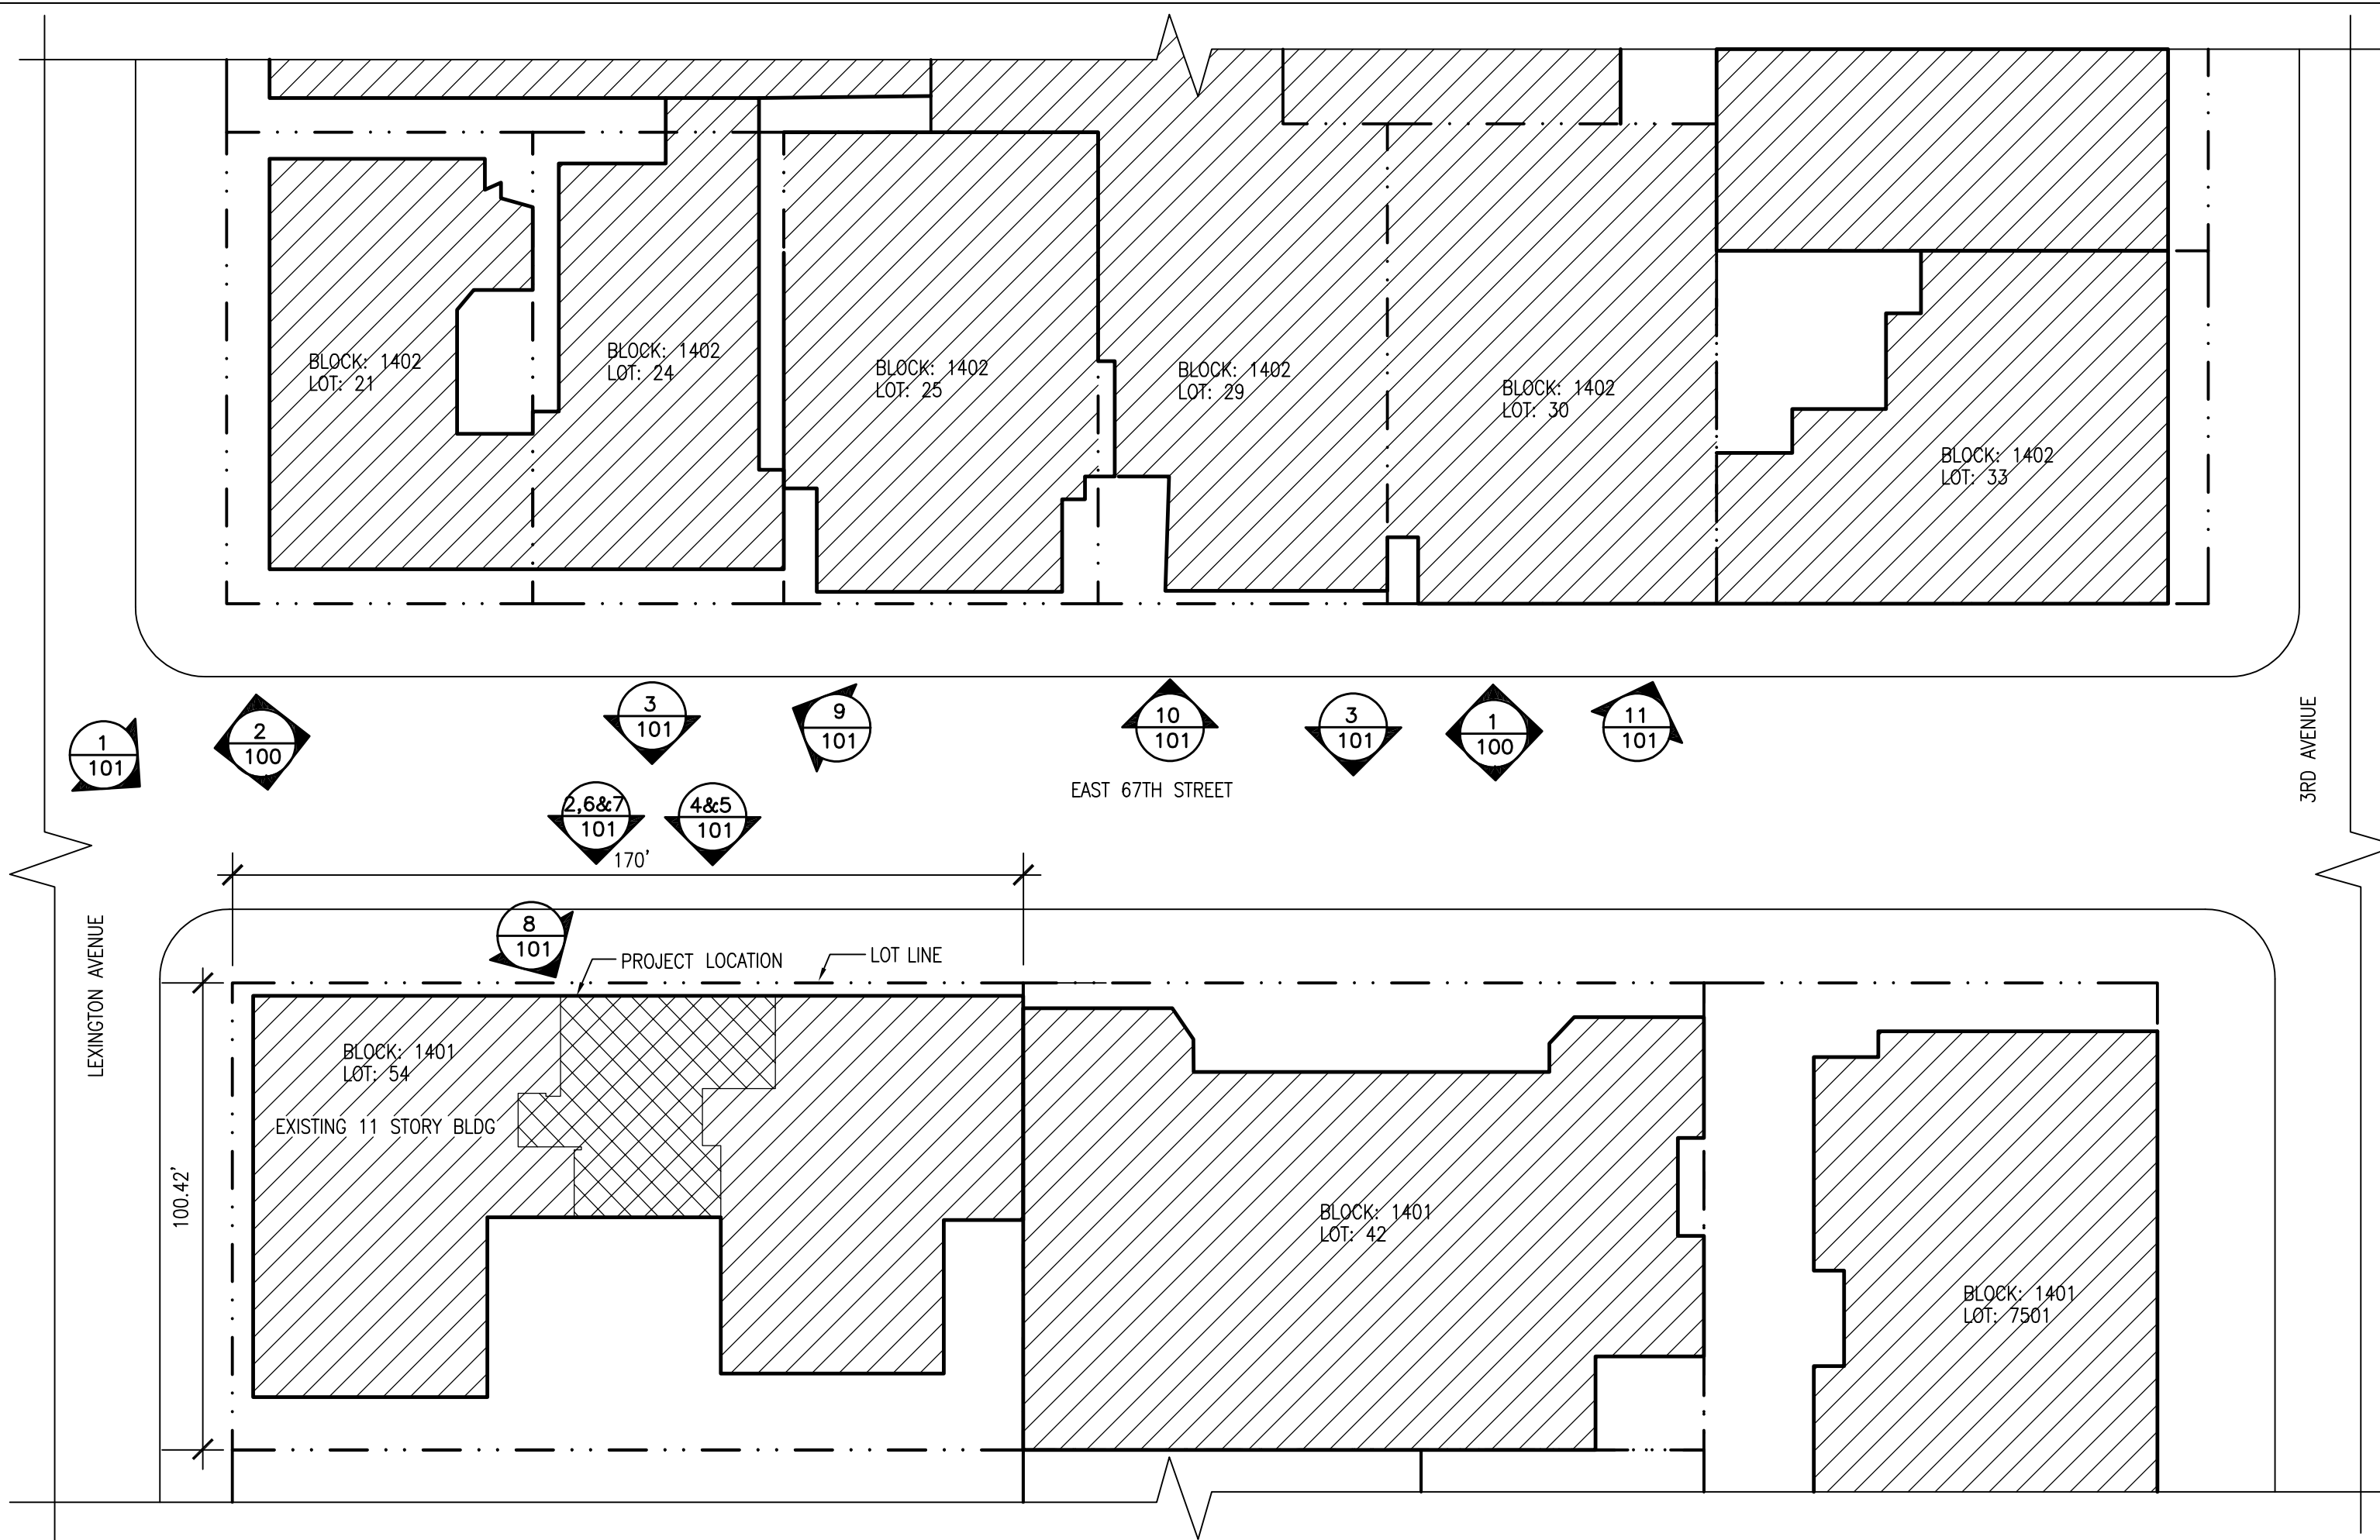 BLOCK: 1402
LOT: 21
BLOCK: 1402
LOT: 24
BLOCK: 1402
LOT: 25
BLOCK: 1402
LOT: 29
BLOCK: 1402
LOT: 30
BLOCK: 1402
LOT: 33
1
101
2
100
3
101
9
101
10
101
3
101
1
100
11
101
3RD AVENUE
2,6&7
101
4&5
101
EAST 67TH STREET
170'
LEXINGTON AVENUE
8
101
PROJECT LOCATION
LOT LINE
BLOCK: 1401
LOT: 54
EXISTING 11 STORY BLDG
100.42'
BLOCK: 1401
LOT: 42
BLOCK: 1401
LOT: 7501